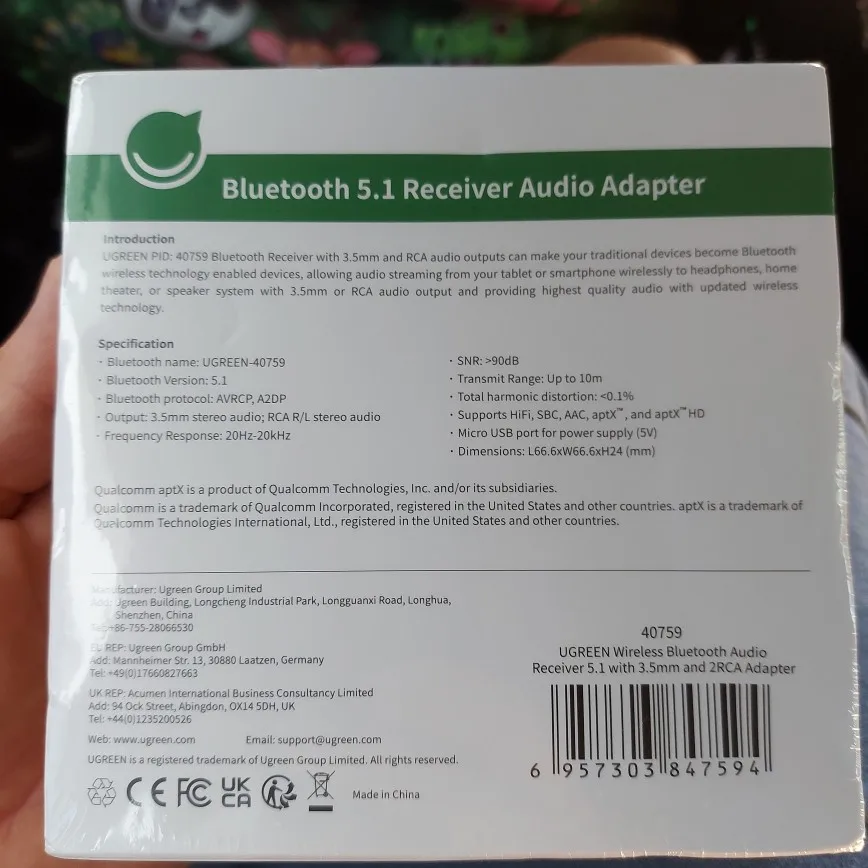 Bluetooth 5.1 Receiver Audio Adapter
Introduction
UGREEN PID: 40759 Bluetooth Receiver with 3.5mm and RCA audio outputs can make your traditional devices become Bluetooth
wireless technology enabled devices, allowing audio streaming from your tablet or smartphone wirelessly to headphones, home
theater, or speaker system with 3.5mm or RCA audio output and providing highest quality audio with updated wireless
technology.
Specification
· Bluetooth name: UGREEN-40759
· Bluetooth Version: 5.1
· Bluetooth protocol: AVRCP, A2DP
· Output: 3.5mm stereo audio; RCA R/L stereo audio
· Frequency Response: 20Hz-20kHz
· SNR: >90dB
· Transmit Range: Up to 10m
· Total harmonic distortion: <0.1%
· Supports HiFi, SBC, AAC, aptX™, and aptX™ HD
· Micro USB port for power supply (5V)
· Dimensions: L66.6xW66.6xH24 (mm)
Qualcomm aptX is a product of Qualcomm Technologies, Inc. and/or its subsidiaries.
Qualcomm is a trademark of Qualcomm Incorporated, registered in the United States and other countries. aptX is a trademark of
Qualcomm Technologies International, Ltd., registered in the United States and other countries.
Manufacturer: Ugreen Group Limited
Add: Ugreen Building, Longcheng Industrial Park, Longguanxi Road, Longhua,
Shenzhen, China
Tel: +86-755-28066530
EU REP: Ugreen Group GmbH
Add: Mannheimer Str. 13, 30880 Laatzen, Germany
Tel: +49(0)17660827663
UK REP: Acumen International Business Consultancy Limited
Add: 94 Ock Street, Abingdon, OX14 5DH, UK
Tel: +44(0)1235200526
Web: www.ugreen.com Email: support@ugreen.com
UGREEN is a registered trademark of Ugreen Group Limited. All rights reserved.
CE FC UK CA Made in China
40759
UGREEN Wireless Bluetooth Audio
Receiver 5.1 with 3.5mm and 2RCA Adapter
6 957303 847594